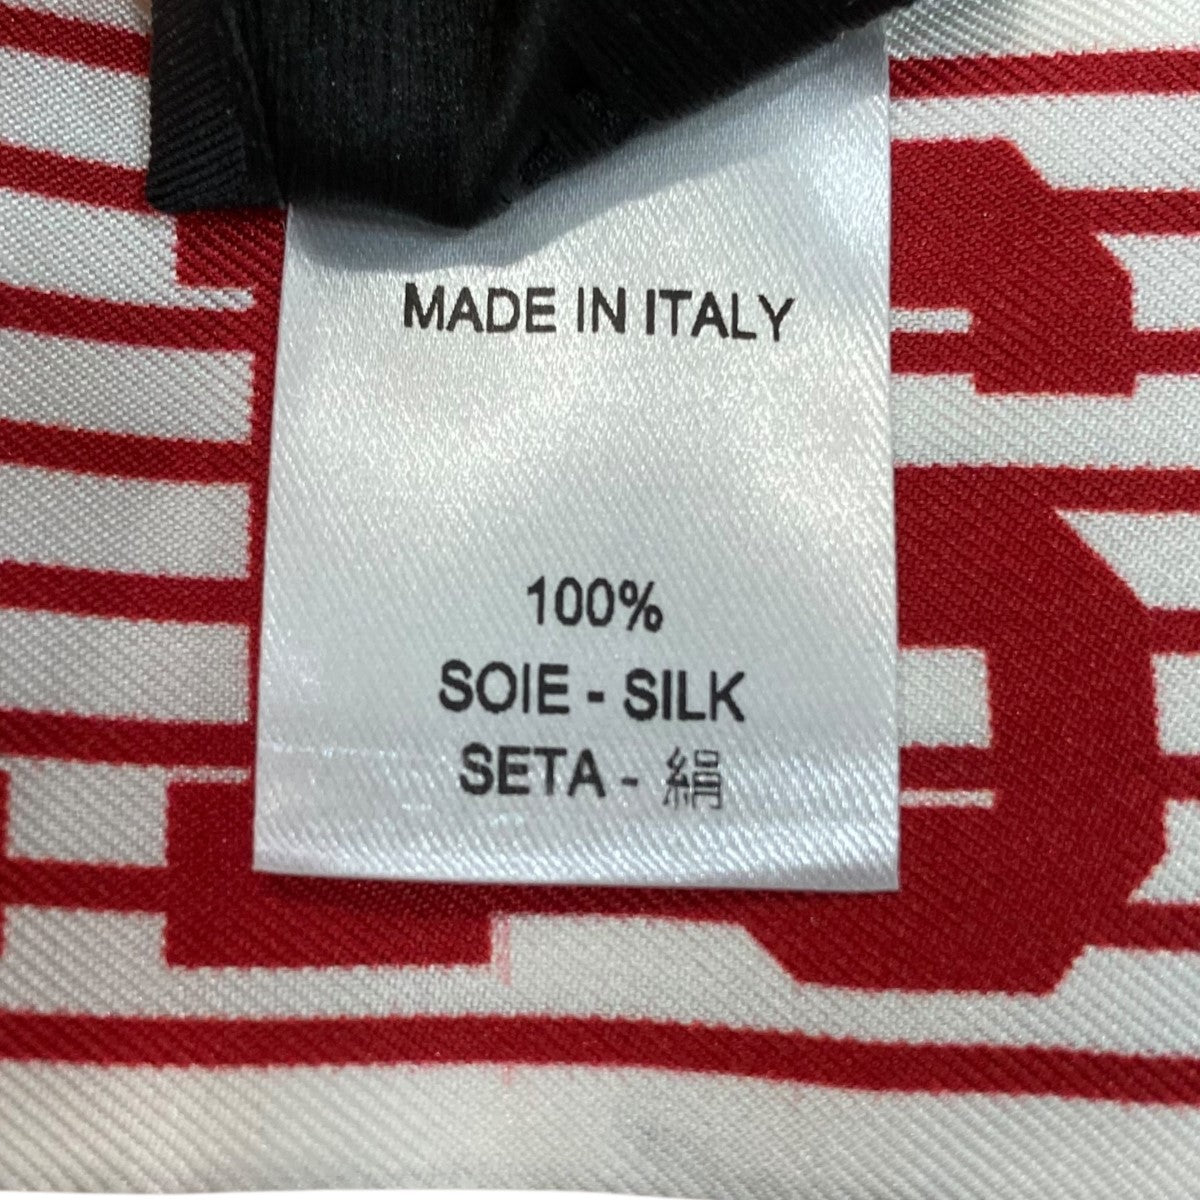 MADE IN ITALY
100%
SOIE - SILK
SETA - 絹